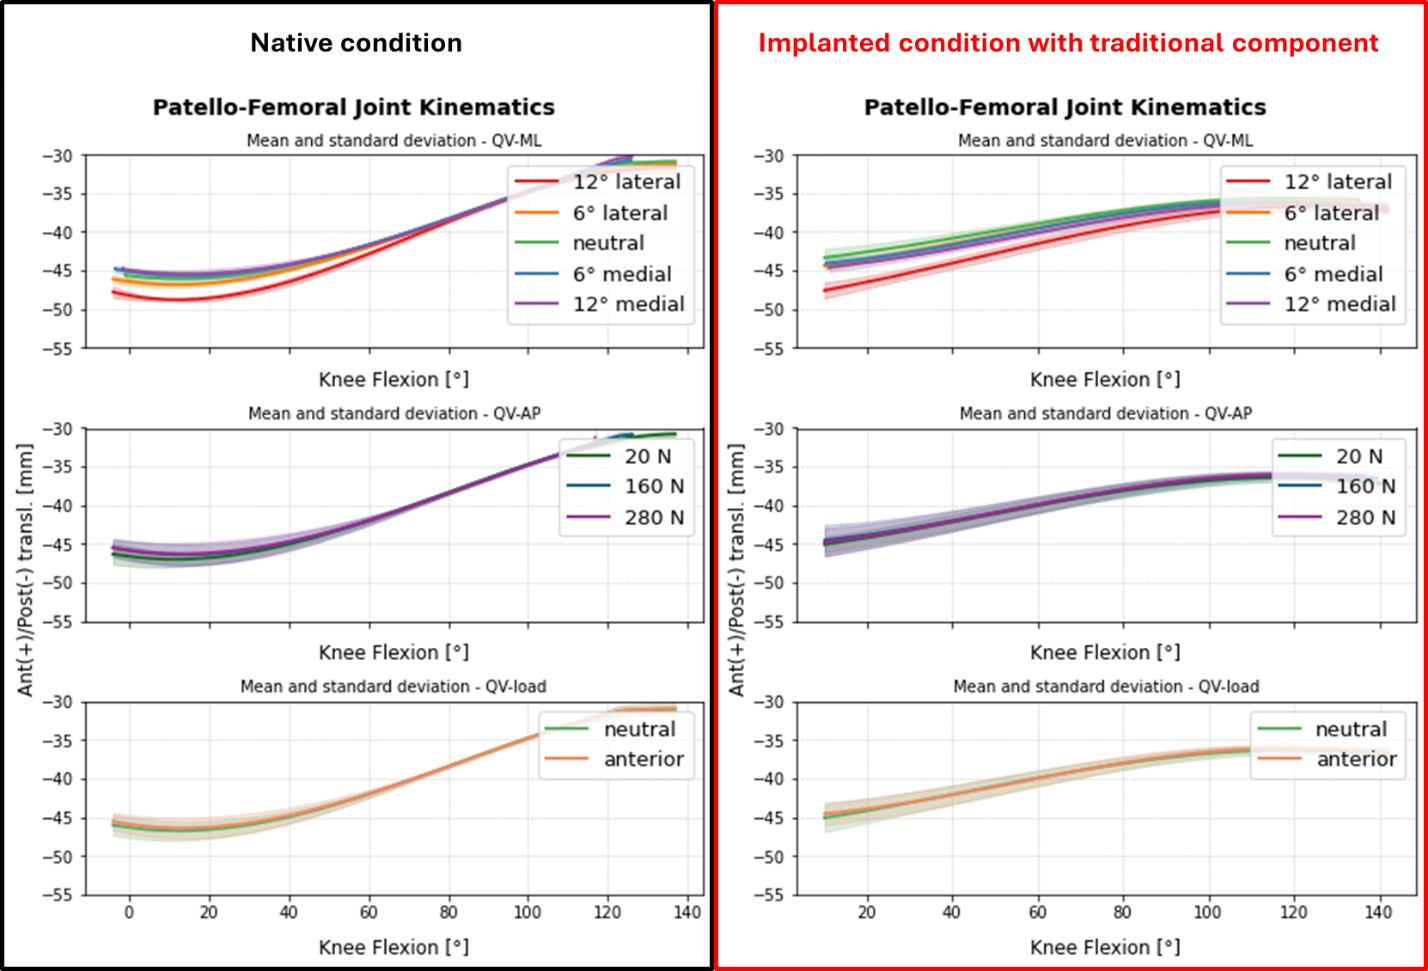 Native condition
Patello-Femoral Joint Kinematics
Mean and standard deviation - QV-ML
−30
−35
−40
−45
−50
−55
12° lateral
6° lateral
neutral
6° medial
12° medial
Knee Flexion [°]
Mean and standard deviation - QV-AP
−30
−35
−40
−45
−50
−55
20 N
160 N
280 N
Knee Flexion [°]
Ant(+)/Post(-) transl. [mm]
Mean and standard deviation - QV-load
−30
−35
−40
−45
−50
−55
neutral
anterior
0 20 40 60 80 100 120 140
Knee Flexion [°]
Implanted condition with traditional component
Patello-Femoral Joint Kinematics
Mean and standard deviation - QV-ML
−30
−35
−40
−45
−50
−55
12° lateral
6° lateral
neutral
6° medial
12° medial
Knee Flexion [°]
Mean and standard deviation - QV-AP
−30
−35
−40
−45
−50
−55
20 N
160 N
280 N
Knee Flexion [°]
Ant(+)/Post(-) transl. [mm]
Mean and standard deviation - QV-load
−30
−35
−40
−45
−50
−55
neutral
anterior
20 40 60 80 100 120 140
Knee Flexion [°]